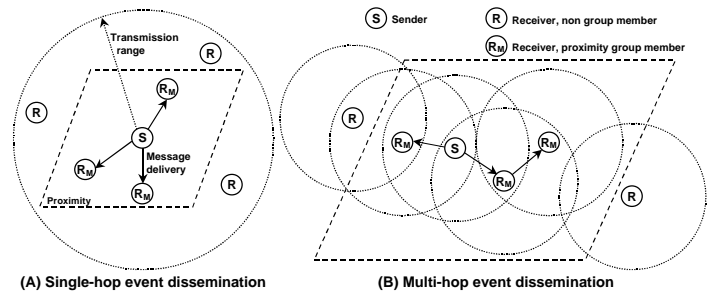 S Sender
R Receiver, non group member
RM Receiver, proximity group member
Transmission
range
R
RM
R
S
Message
delivery
RM
RM
R
Proximity
R
RM
S
RM
RM
R
(A) Single-hop event dissemination
(B) Multi-hop event dissemination